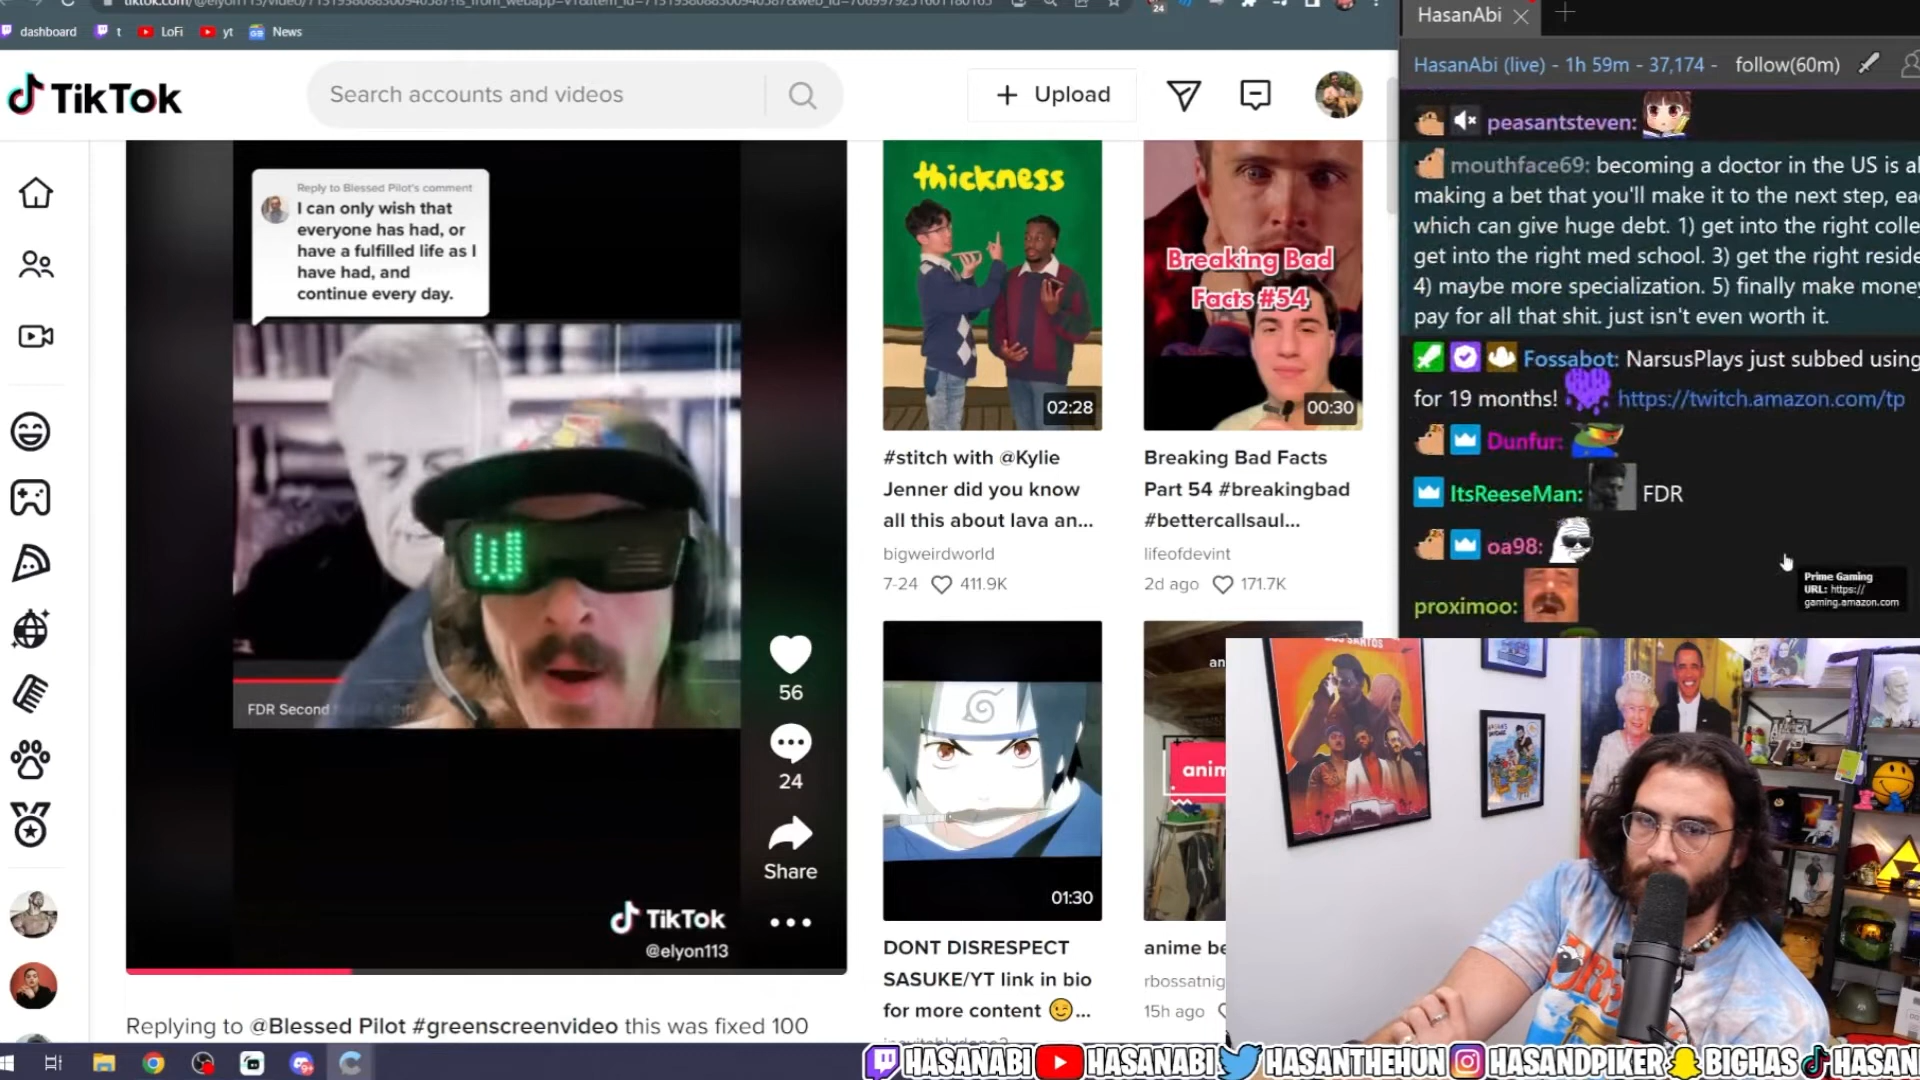 dashboard
t
LoFi
yt
News
TikTok
Search accounts and videos
Upload
Reply to Blessed Pilot's comment
I can only wish that
everyone has had, or
have a fulfilled life as I
have had, and
continue every day.
W
FDR Second
56
24
Share
TikTok
@elyon113
Replying to @Blessed Pilot #greenscreenvideo this was fixed 100
thickness
02:28
#stitch with @Kylie
Jenner did you know
all this about lava an...
bigweirdworld
7-24 411.9K
Breaking Bad
Facts #54
00:30
Breaking Bad Facts
Part 54 #breakingbad
#bettercallsaul...
lifeofdevint
2d ago 171.7K
01:30
DONT DISRESPECT
SASUKE/YT link in bio
for more content 😉...
an
anim
anime be
rbossatnig
15h ago
HasanAbi
HasanAbi (live) - 1h 59m - 37,174 - follow(60m)
peasantsteven:
mouthface69: becoming a doctor in the US is al
making a bet that you'll make it to the next step, eac
which can give huge debt. 1) get into the right colle
get into the right med school. 3) get the right reside
4) maybe more specialization. 5) finally make money
pay for all that shit. just isn't even worth it.
Fossabot: NarsusPlays just subbed using
for 19 months! https://twitch.amazon.com/tp
Dunfur:
ItsReeseMan: FDR
oa98:
proximoo:
Prime Gaming
URL: https://
gaming.amazon.com
HASANABI HASANABI HASANTHEHUN HASANDPIKER BIGHAS HASAN